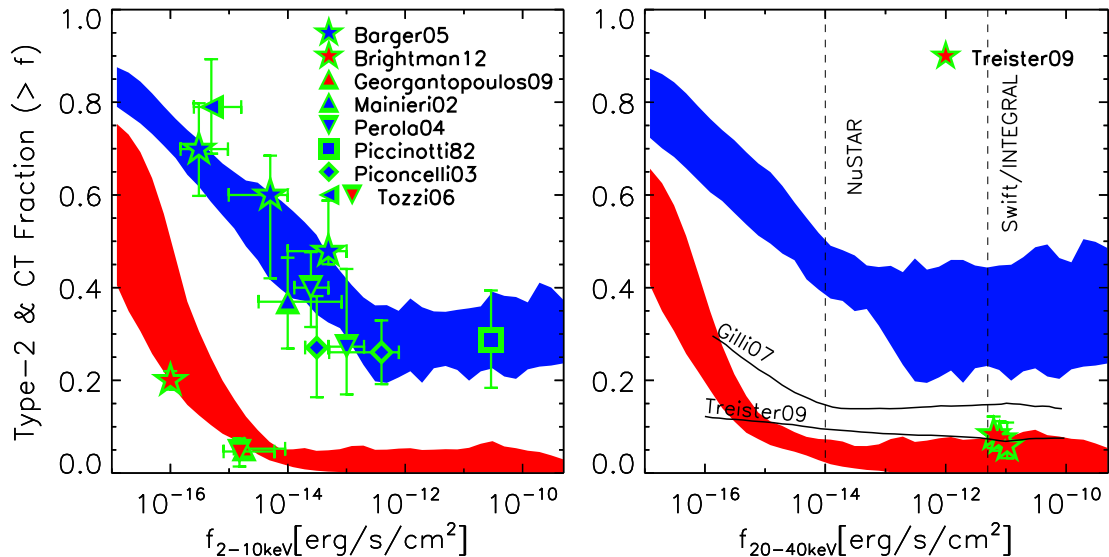 Type-2 & CT Fraction (> f)
1.0
0.8
0.6
0.4
0.2
0.0
Barger05
Brightman12
Georgantopoulos09
Mainieri02
Perola04
Piccinotti82
Piconcelli03
Tozzi06
10^-16
10^-14
10^-12
10^-10
f_2-10keV[erg/s/cm^2]
1.0
0.8
0.6
0.4
0.2
0.0
Treister09
NuSTAR
Swift/INTEGRAL
Gilli07
Treister09
10^-16
10^-14
10^-12
10^-10
f_20-40keV[erg/s/cm^2]